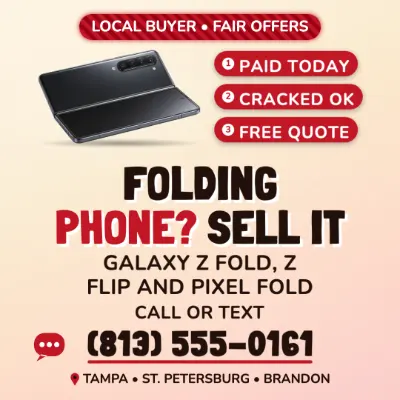 LOCAL BUYER • FAIR OFFERS
1 PAID TODAY
2 CRACKED OK
3 FREE QUOTE
FOLDING
PHONE? SELL IT
GALAXY Z FOLD, Z
FLIP AND PIXEL FOLD
CALL OR TEXT
(813) 555-0161
TAMPA • ST. PETERSBURG • BRANDON